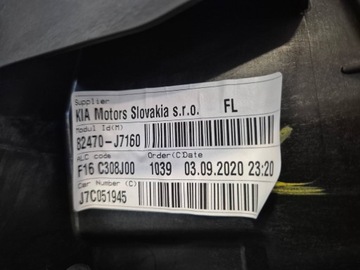 Supplier
KIA Motors Slovakia s.r.o. FL
Modul Id(M)
82470-J7160
ALC code Order(C)Date
F16 C308J00 1039 03.09.2020 23:20
Car Number (C)
J7C051945